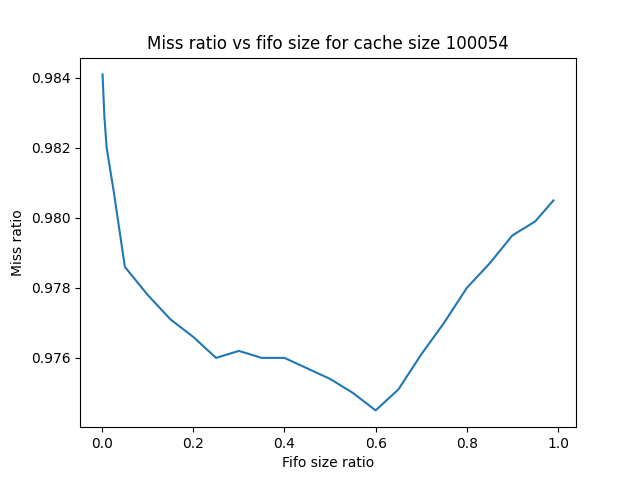 Miss ratio vs fifo size for cache size 100054
0.984
0.982
0.980
0.978
0.976
Miss ratio
0.0 0.2 0.4 0.6 0.8 1.0
Fifo size ratio